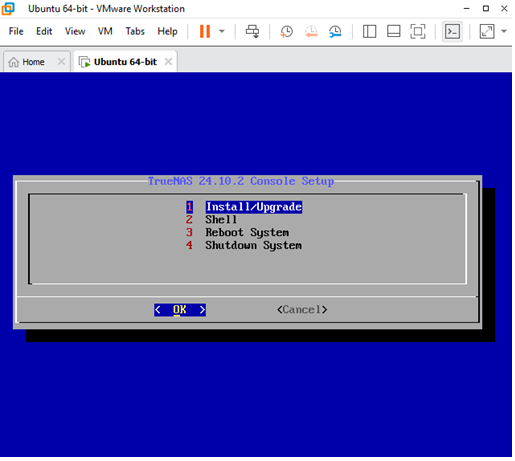 Ubuntu 64-bit - VMware Workstation
File Edit View VM Tabs Help
Home Ubuntu 64-bit
TrueNAS 24.10.2 Console Setup
1 Install/Upgrade
2 Shell
3 Reboot System
4 Shutdown System
< OK > <Cancel>